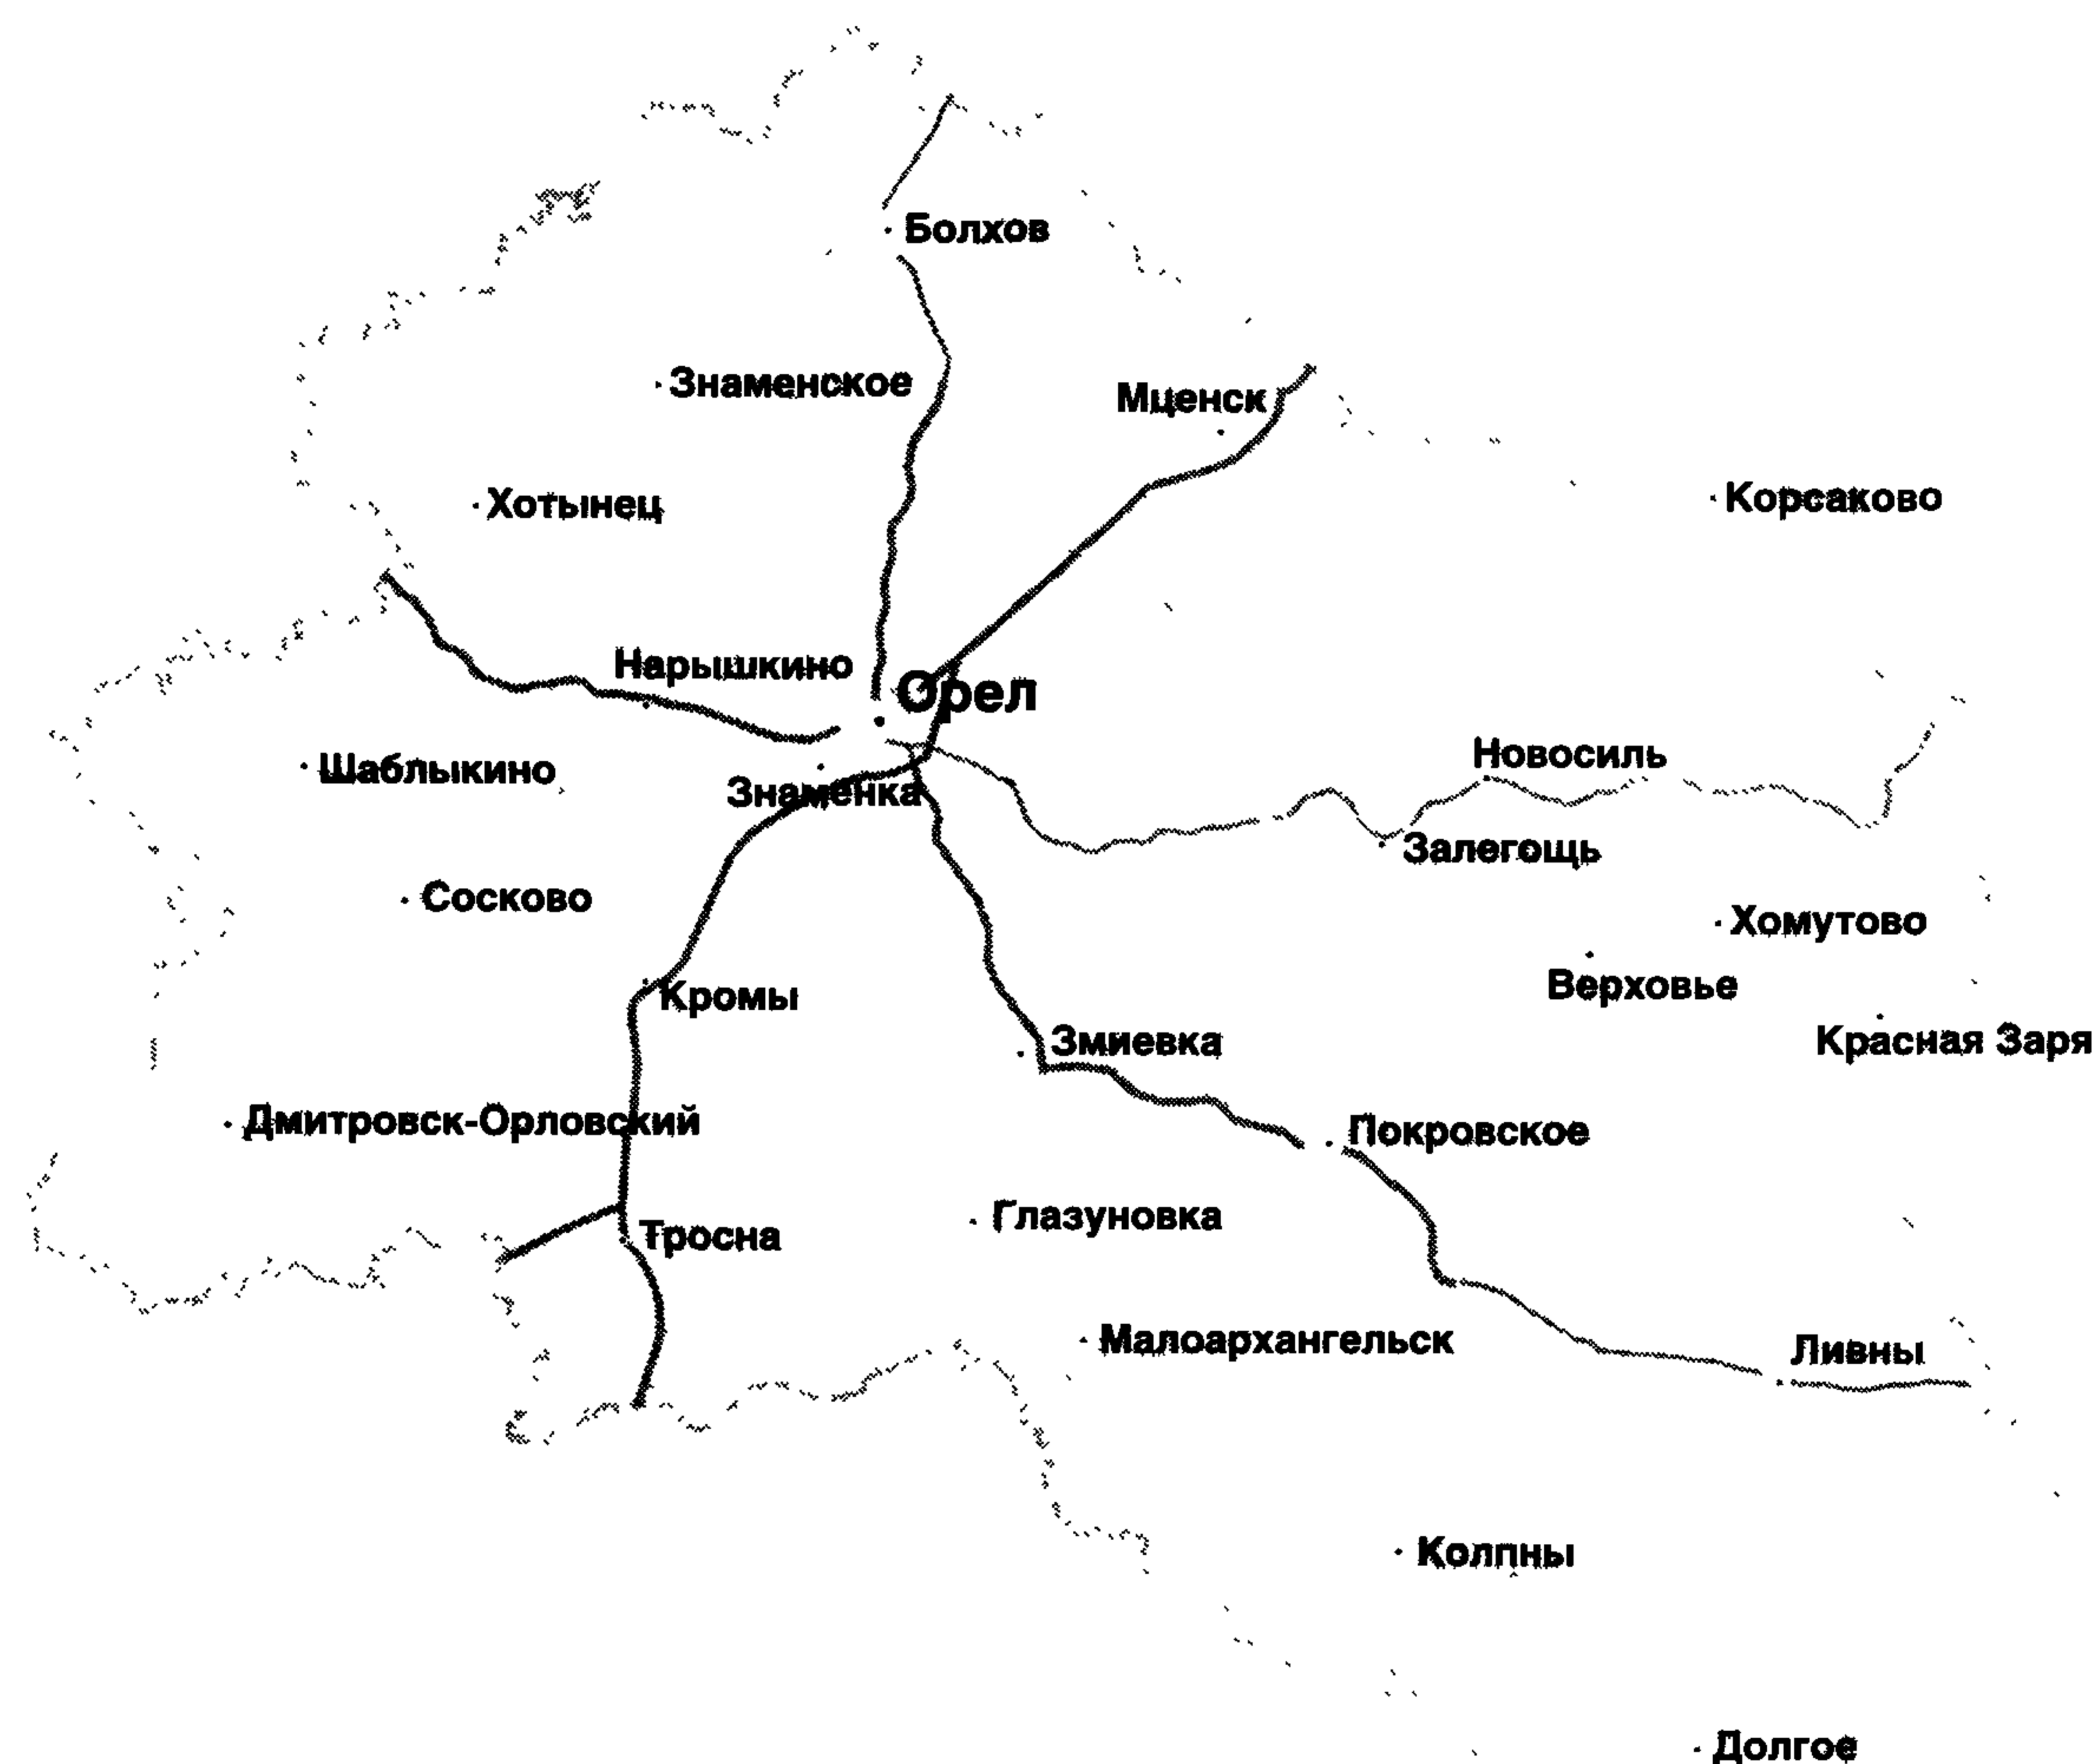 Болхов
Знаменское
Мценск
Хотынец
Корсаково
Нарышкино
Орел
Новосиль
Шаблыкино
Знаменка
Залегощь
Сосково
Хомутово
Верховье
Кромы
Змиевка
Красная Заря
Дмитровск-Орловский
Покровское
Глазуновка
Тросна
Малоархангельск
Ливны
Колпны
Долгое